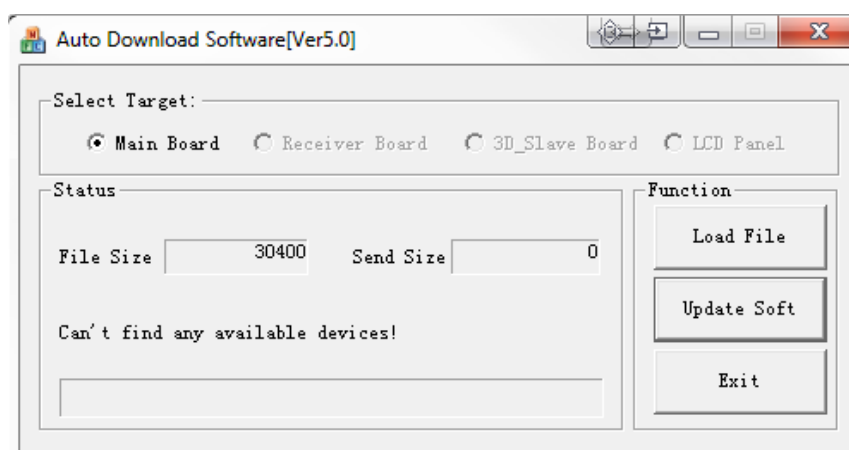 Auto Download Software[Ver5.0]
Select Target:
Main Board Receiver Board 3D_Slave Board LCD Panel
Status
File Size 30400 Send Size 0
Can't find any available devices!
Function
Load File
Update Soft
Exit